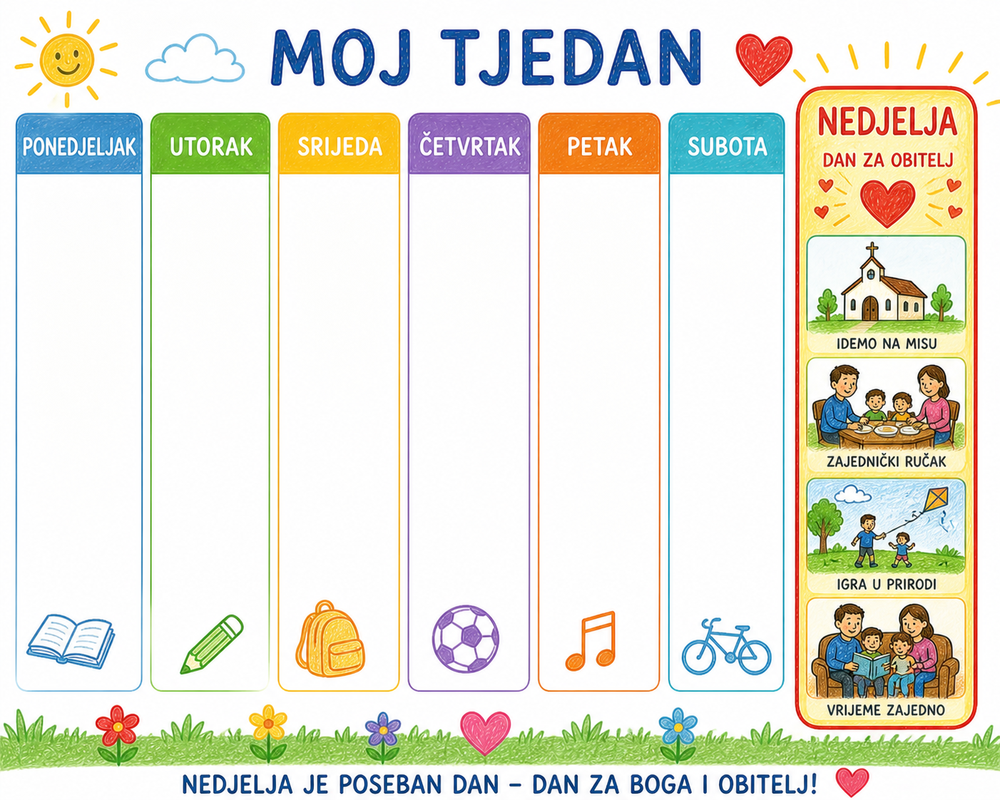 MOJ TJEDAN
PONEDJELJAK
UTORAK
SRIJEDA
ČETVRTAK
PETAK
SUBOTA
NEDJELJA
DAN ZA OBITELJ
IDEMO NA MISU
ZAJEDNIČKI RUČAK
IGRA U PRIRODI
VRIJEME ZAJEDNO
NEDJELJA JE POSEBAN DAN – DAN ZA BOGA I OBITELJ!